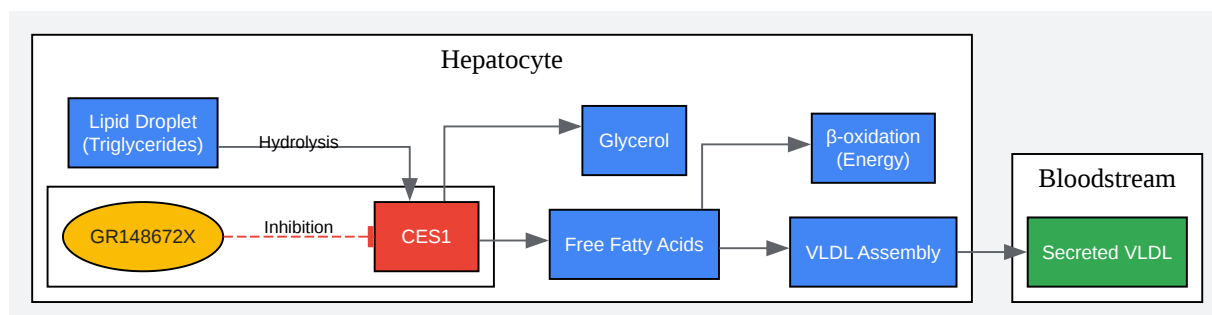 Hepatocyte
Lipid Droplet
(Triglycerides)
Hydrolysis
Glycerol
β-oxidation
(Energy)
Bloodstream
GR148672X
Inhibition
CES1
Free Fatty Acids
VLDL Assembly
Secreted VLDL